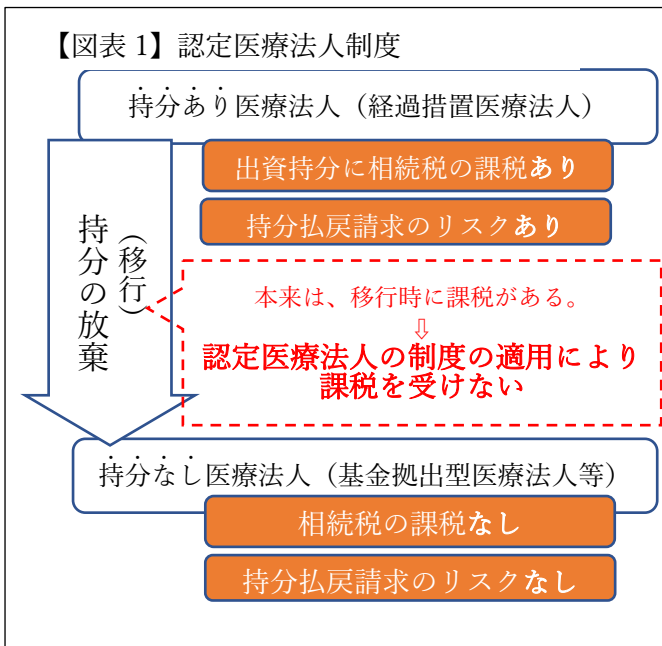 【図表 1】認定医療法人制度
持分あり医療法人（経過措置医療法人）
出資持分に相続税の課税あり
持分払戻請求のリスクあり
（移行）
持分の放棄
本来は、移行時に課税がある。
⇩
認定医療法人の制度の適用により
課税を受けない
持分なし医療法人（基金拠出型医療法人等）
相続税の課税なし
持分払戻請求のリスクなし